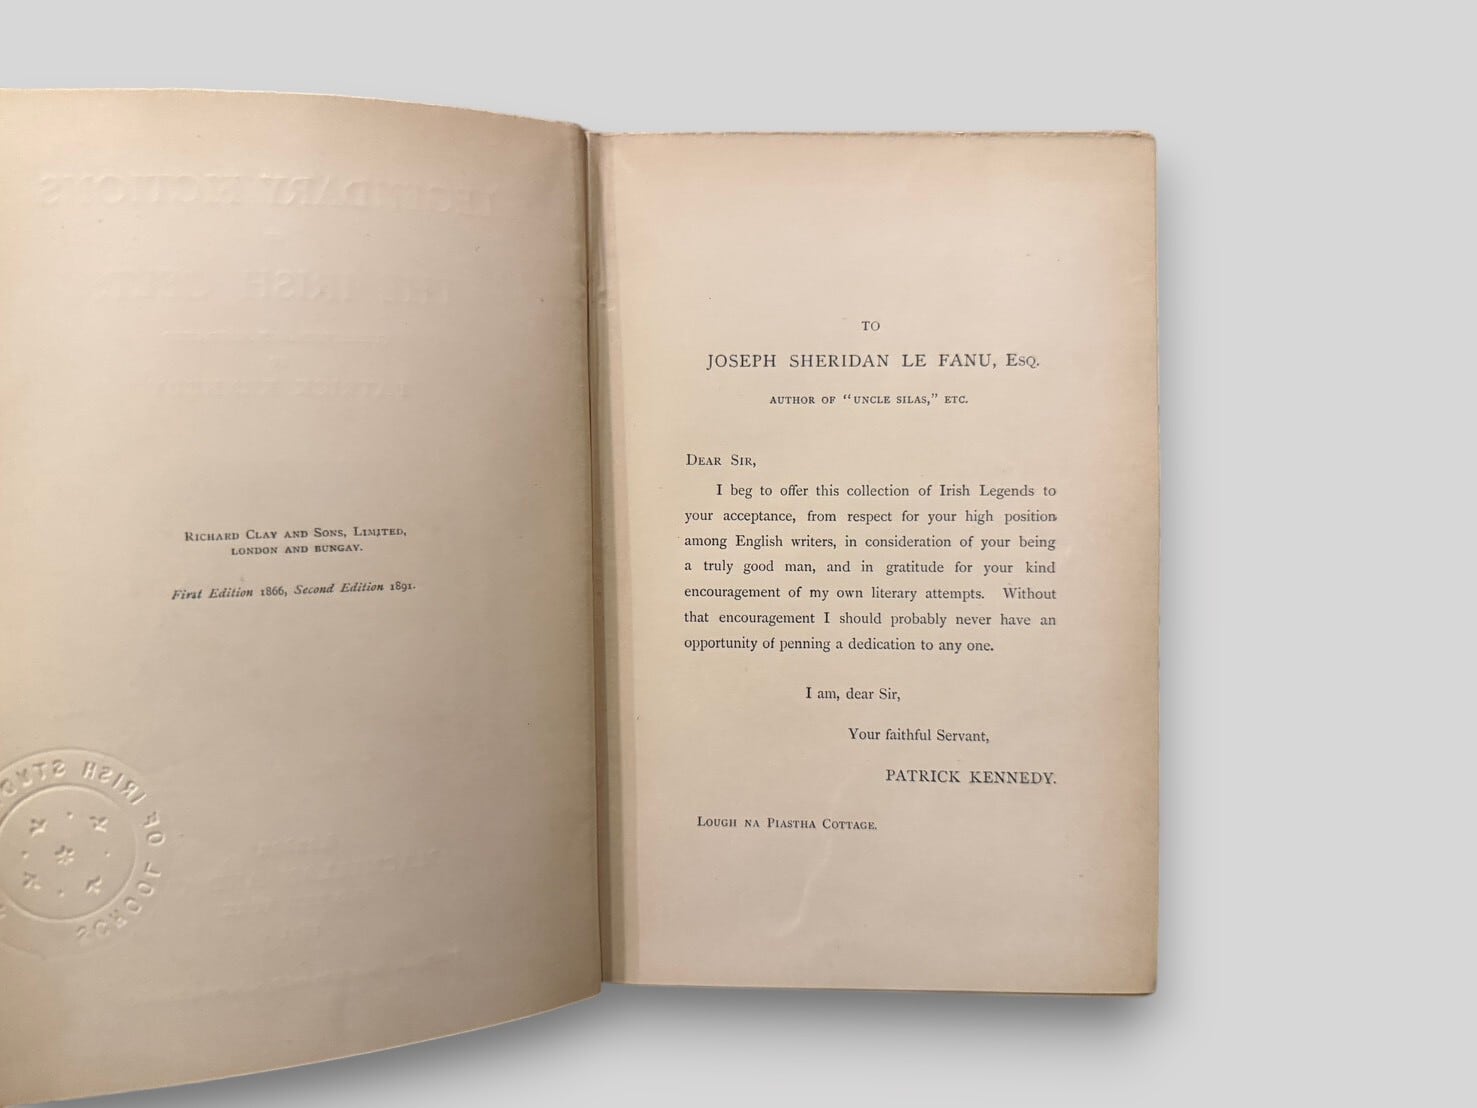 RICHARD CLAY AND SONS, LIMITED,
LONDON AND BUNGAY.
First Edition 1866, Second Edition 1891.
SCHOOL OF IRISH
TO
JOSEPH SHERIDAN LE FANU, ESQ.
AUTHOR OF “UNCLE SILAS,” ETC.
DEAR SIR,
I beg to offer this collection of Irish Legends to
your acceptance, from respect for your high position
among English writers, in consideration of your being
a truly good man, and in gratitude for your kind
encouragement of my own literary attempts. Without
that encouragement I should probably never have an
opportunity of penning a dedication to any one.
I am, dear Sir,
Your faithful Servant,
PATRICK KENNEDY.
LOUGH NA PIASTHA COTTAGE.